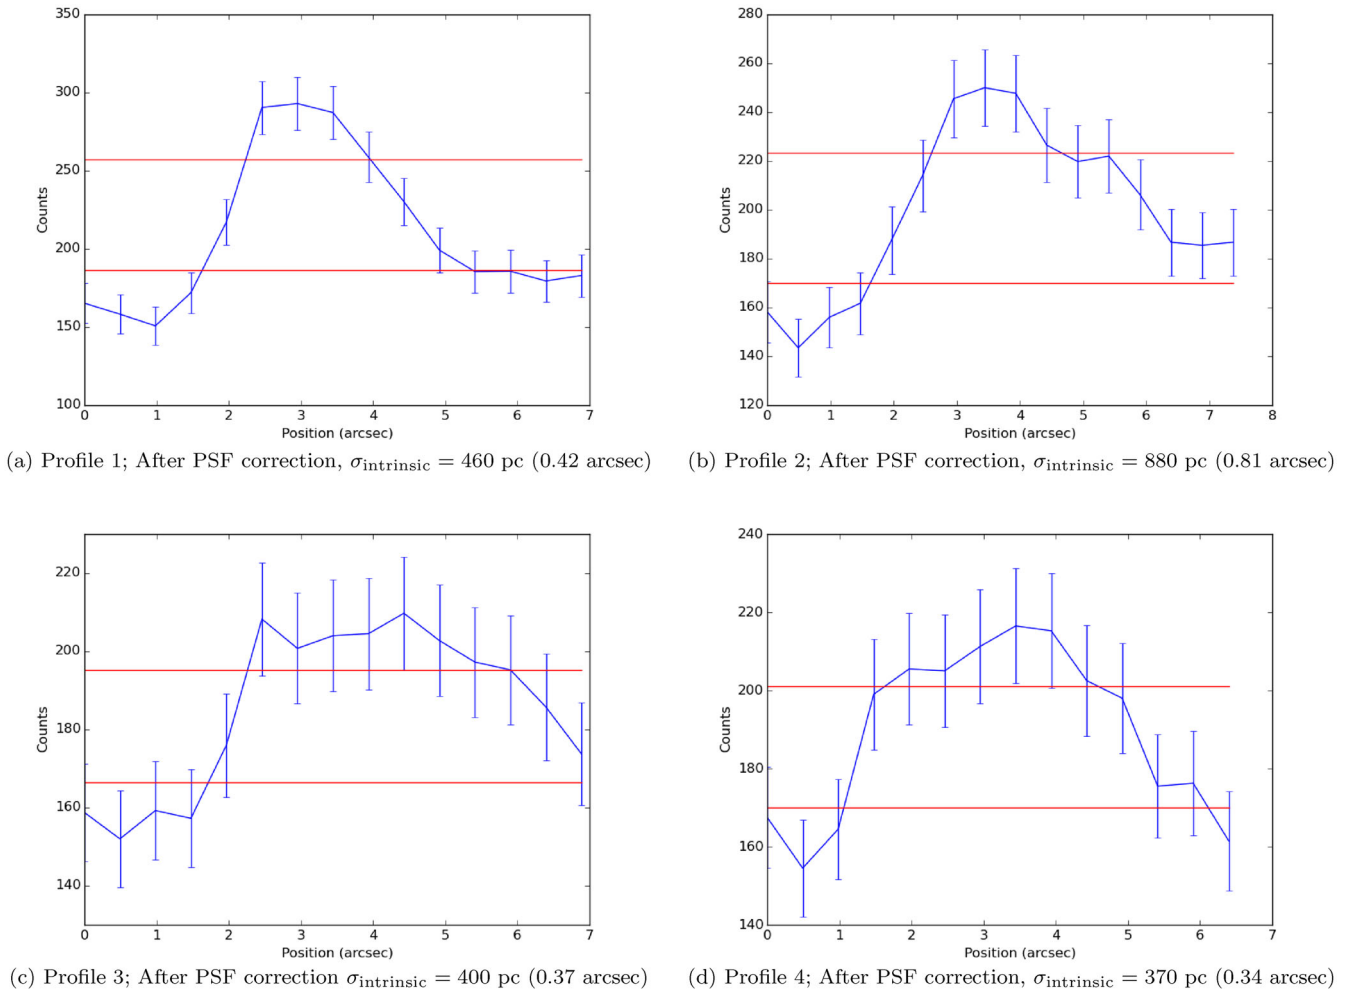 350
300
250
200
150
100
Counts
0 1 2 3 4 5 6 7
Position (arcsec)
(a) Profile 1; After PSF correction, σintrinsic = 460 pc (0.42 arcsec)
280
260
240
220
200
180
160
140
120
Counts
0 1 2 3 4 5 6 7 8
Position (arcsec)
(b) Profile 2; After PSF correction, σintrinsic = 880 pc (0.81 arcsec)
220
200
180
160
140
Counts
0 1 2 3 4 5 6 7
Position (arcsec)
(c) Profile 3; After PSF correction σintrinsic = 400 pc (0.37 arcsec)
240
220
200
180
160
140
Counts
0 1 2 3 4 5 6 7
Position (arcsec)
(d) Profile 4; After PSF correction, σintrinsic = 370 pc (0.34 arcsec)